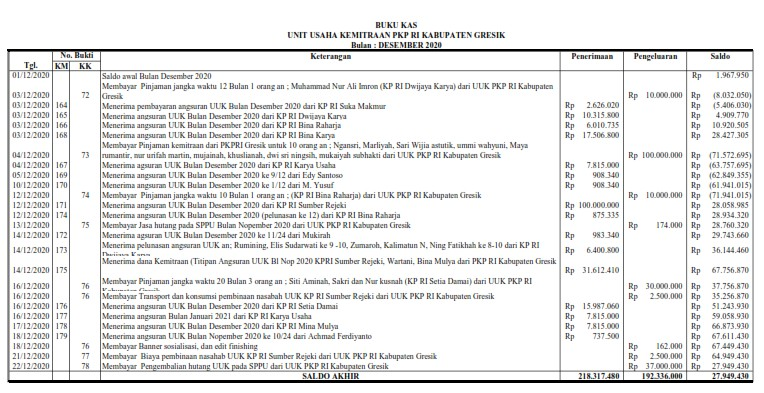 BUKU KAS
UNIT USAHA KEMITRAAN PKP RI KABUPATEN GRESIK
Bulan : DESEMBER 2020
Tgl. No. Bukti Keterangan Penerimaan Pengeluaran Saldo
KM KK
01/12/2020 Saldo awal Bulan Desember 2020 Rp 1.967.950
Membayar Pinjaman jangka waktu 12 Bulan 1 orang an ; Muhammad Nur Ali Imron (KP RI Dwijaya Karya) dari UUK PKP RI Kabupaten
03/12/2020 72 Gresik Rp 10.000.000 Rp (8.032.050)
03/12/2020 164 Menerima pembayaran angsuran UUK Bulan Desember 2020 dari KP RI Suka Makmur Rp 2.626.020 Rp (5.406.030)
03/12/2020 165 Menerima angsuran UUK Bulan Desember 2020 dari KP RI Dwijaya Karya Rp 10.315.800 Rp 4.909.770
03/12/2020 166 Menerima angsuran UUK Bulan Desember 2020 dari KP RI Bina Raharja Rp 6.010.735 Rp 10.920.505
03/12/2020 168 Menerima angsuran UUK Bulan Desember 2020 dari KP RI Bina Karya Rp 17.506.800 Rp 28.427.305
Membayar Pinjaman kemitraan dari PKPRI Gresik untuk 10 orang an ; Ngansri, Marliyah, Sari Wijia astutik, ummi wahyuni, Maya
04/12/2020 73 rumantir, nur urifah martin, mujainah, khuslianah, dwi sri ningsih, mukaiyah subhakti dari UUK PKP RI Kabupaten Gresik Rp 100.000.000 Rp (71.572.695)
04/12/2020 167 Menerima agsuran UUK Bulan Desember 2020 dari KP RI Karya Usaha Rp 7.815.000 Rp (63.757.695)
05/12/2020 169 Menerima angsuran UUK Bulan Desember 2020 ke 9/12 dari Edy Santoso Rp 908.340 Rp (62.849.355)
10/12/2020 170 Menerima angsuran UUK Bulan Desember 2020 ke 1/12 dari M. Yusuf Rp 908.340 Rp (61.941.015)
12/12/2020 74 Membayar Pinjaman jangka waktu 10 Bulan 1 an ; (KP RI Bina Raharja) dari UUK PKP RI Kabupaten Gresik Rp 10.000.000 Rp (71.941.015)
12/12/2020 171 Menerima angsuran UUK Bulan Desember 2020 dari KP RI Sumber Rejeki Rp 100.000.000 Rp 28.058.985
12/12/2020 174 Menerima angsuran UUK Bulan Desember 2020 (pelunasan ke 12) dari KP RI Bina Raharja Rp 875.335 Rp 28.934.320
13/12/2020 75 Membayar Jasa hutang pada SPPU Bulan Nopember 2020 dari UUK PKP RI Kabupaten Gresik Rp 174.000 Rp 28.760.320
14/12/2020 172 Menerima agsuran UUK Bulan Desember 2020 ke 11/24 dari Mukirah Rp 983.340 Rp 29.743.660
14/12/2020 173 Menerima pelunasan angsuran UUK an; Rumining, Elis Sudarwati ke 9 -10, Zumaroh, Kalimatun N, Ning Fatikhah ke 8-10 dari KP RI Rp 6.400.800 Rp 36.144.460
Menerima dana Kemitraan (Titipan Angsuran UUK Bl Nop 2020 KPRI Sumber Rejeki, Wartani, Bina Mulya dari PKP RI Kabupaten Gresik
14/12/2020 175 Rp 31.612.410 Rp 67.756.870
16/12/2020 76 Membayar Pinjaman jangka waktu 20 Bulan 3 orang an ; Siti Aminah, Sakri dan Nur kusnah (KP RI Setia Damai) dari UUK PKP RI Rp 30.000.000 Rp 37.756.870
16/12/2020 76 Membayar Transport dan konsumsi pembinaan nasabah UUK KP RI Sumber Rejeki dari UUK PKP RI Kabupaten Gresik Rp 2.500.000 Rp 35.256.870
16/12/2020 176 Menerima angsuran UUK Bulan Desember 2020 dari KP RI Setia Damai Rp 15.987.060 Rp 51.243.930
16/12/2020 177 Menerima angsuran Bulan Januari 2021 dari KP RI Karya Usaha Rp 7.815.000 Rp 59.058.930
17/12/2020 178 Menerima angsuran UUK Bulan Desember 2020 dari KP RI Mina Mulya Rp 7.815.000 Rp 66.873.930
18/12/2020 179 Menerima angsuran UUK Bulan Nopember 2020 ke 10/24 dari Achmad Ferdiyanto Rp 737.500 Rp 67.611.430
18/12/2020 76 Membayar Banner sosialisasi, dan edit finishing Rp 162.000 Rp 67.449.430
21/12/2020 77 Membayar Biaya pembinaan nasabah UUK KP RI Sumber Rejeki dari UUK PKP RI Kabupaten Gresik Rp 2.500.000 Rp 64.949.430
22/12/2020 78 Membayar Pengembalian hutang UUK pada SPPU dari UUK PKP RI Kabupaten Gresik Rp 37.000.000 Rp 27.949.430
SALDO AKHIR 218.317.480 192.336.000 27.949.430